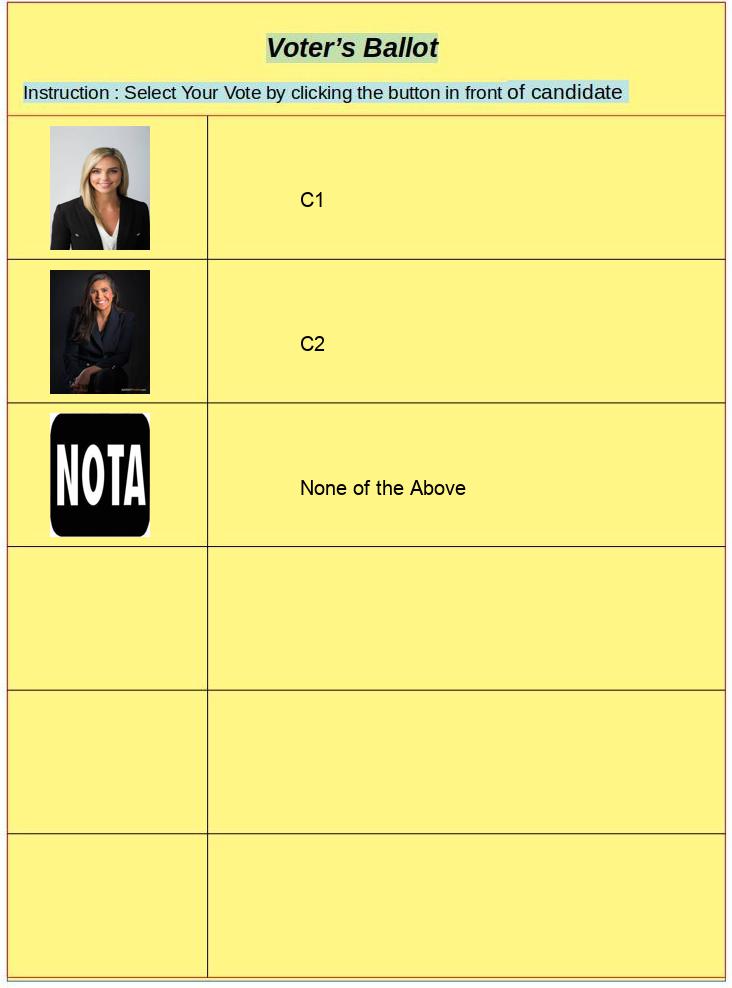 Voter’s Ballot
Instruction : Select Your Vote by clicking the button in front of candidate
C1
C2
NOTA
None of the Above